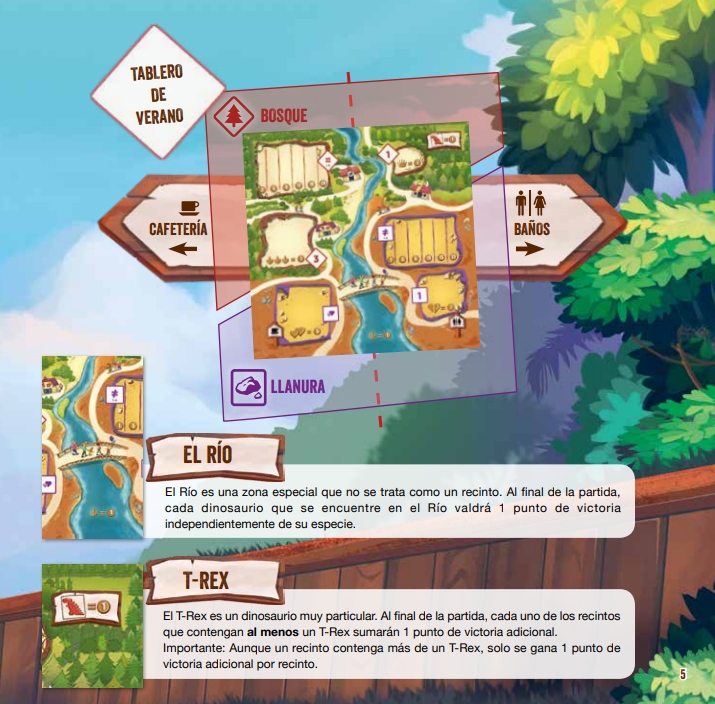 TABLERO
DE
VERANO
BOSQUE
1
CAFETERÍA
BAÑOS
3
1
LLANURA
EL RÍO
El Río es una zona especial que no se trata como un recinto. Al final de la partida,
cada dinosaurio que se encuentre en el Río valdrá 1 punto de victoria
independientemente de su especie.
T-REX
=1
El T-Rex es un dinosaurio muy particular. Al final de la partida, cada uno de los recintos
que contengan al menos un T-Rex sumarán 1 punto de victoria adicional.
Importante: Aunque un recinto contenga más de un T-Rex, solo se gana 1 punto de
victoria adicional por recinto.
5